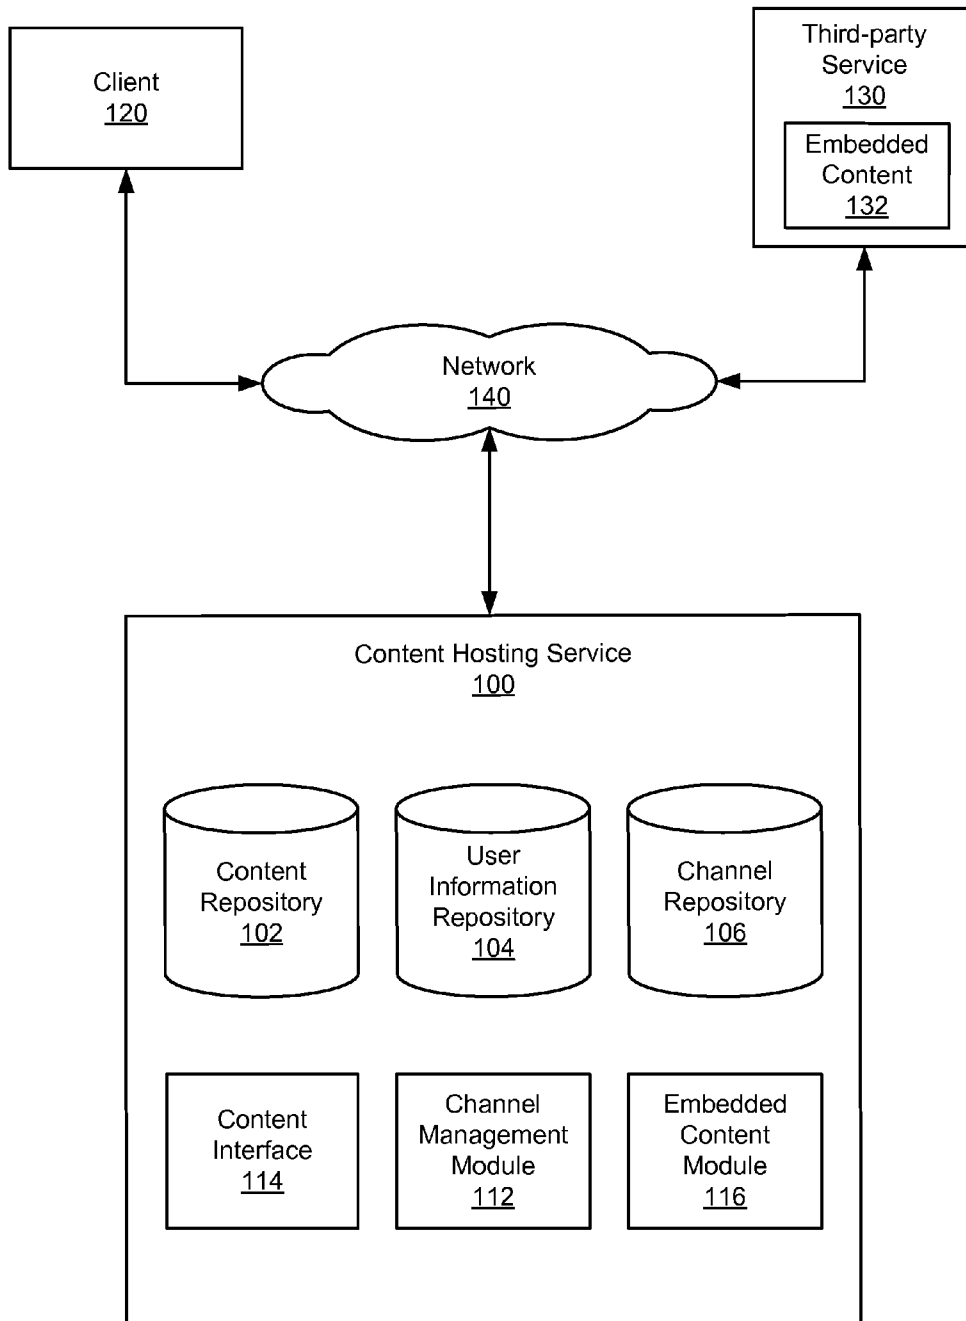 Client
120
Third-party
Service
130
Embedded
Content
132
Network
140
Content Hosting Service
100
Content
Repository
102
User
Information
Repository
104
Channel
Repository
106
Content
Interface
114
Channel
Management
Module
112
Embedded
Content
Module
116